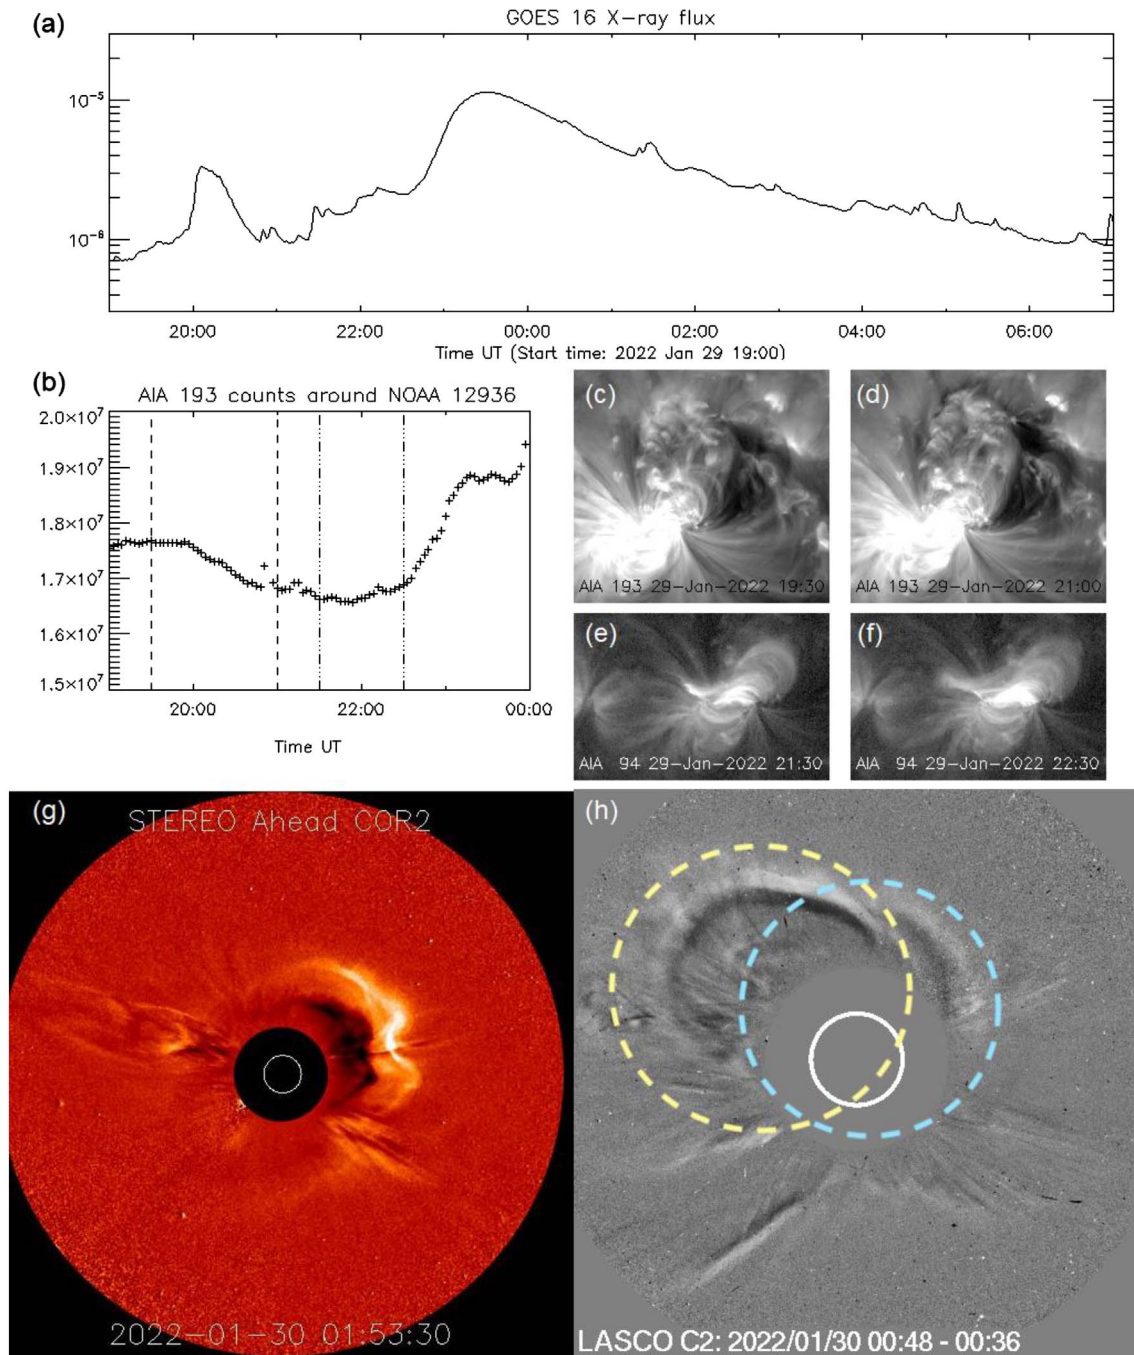 (a)
GOES 16 X-ray flux
10⁻⁵
10⁻⁶
20:00 22:00 00:00 02:00 04:00 06:00
Time UT (Start time: 2022 Jan 29 19:00)
(b)
AIA 193 counts around NOAA 12936
2.0×10⁷
1.9×10⁷
1.8×10⁷
1.7×10⁷
1.6×10⁷
1.5×10⁷
20:00 22:00 00:00
Time UT
(c)
AIA 193 29-Jan-2022 19:30
(d)
AIA 193 29-Jan-2022 21:00
(e)
AIA 94 29-Jan-2022 21:30
(f)
AIA 94 29-Jan-2022 22:30
(g)
STEREO Ahead COR2
2022-01-30 01:53:30
(h)
LASCO C2: 2022/01/30 00:48 - 00:36